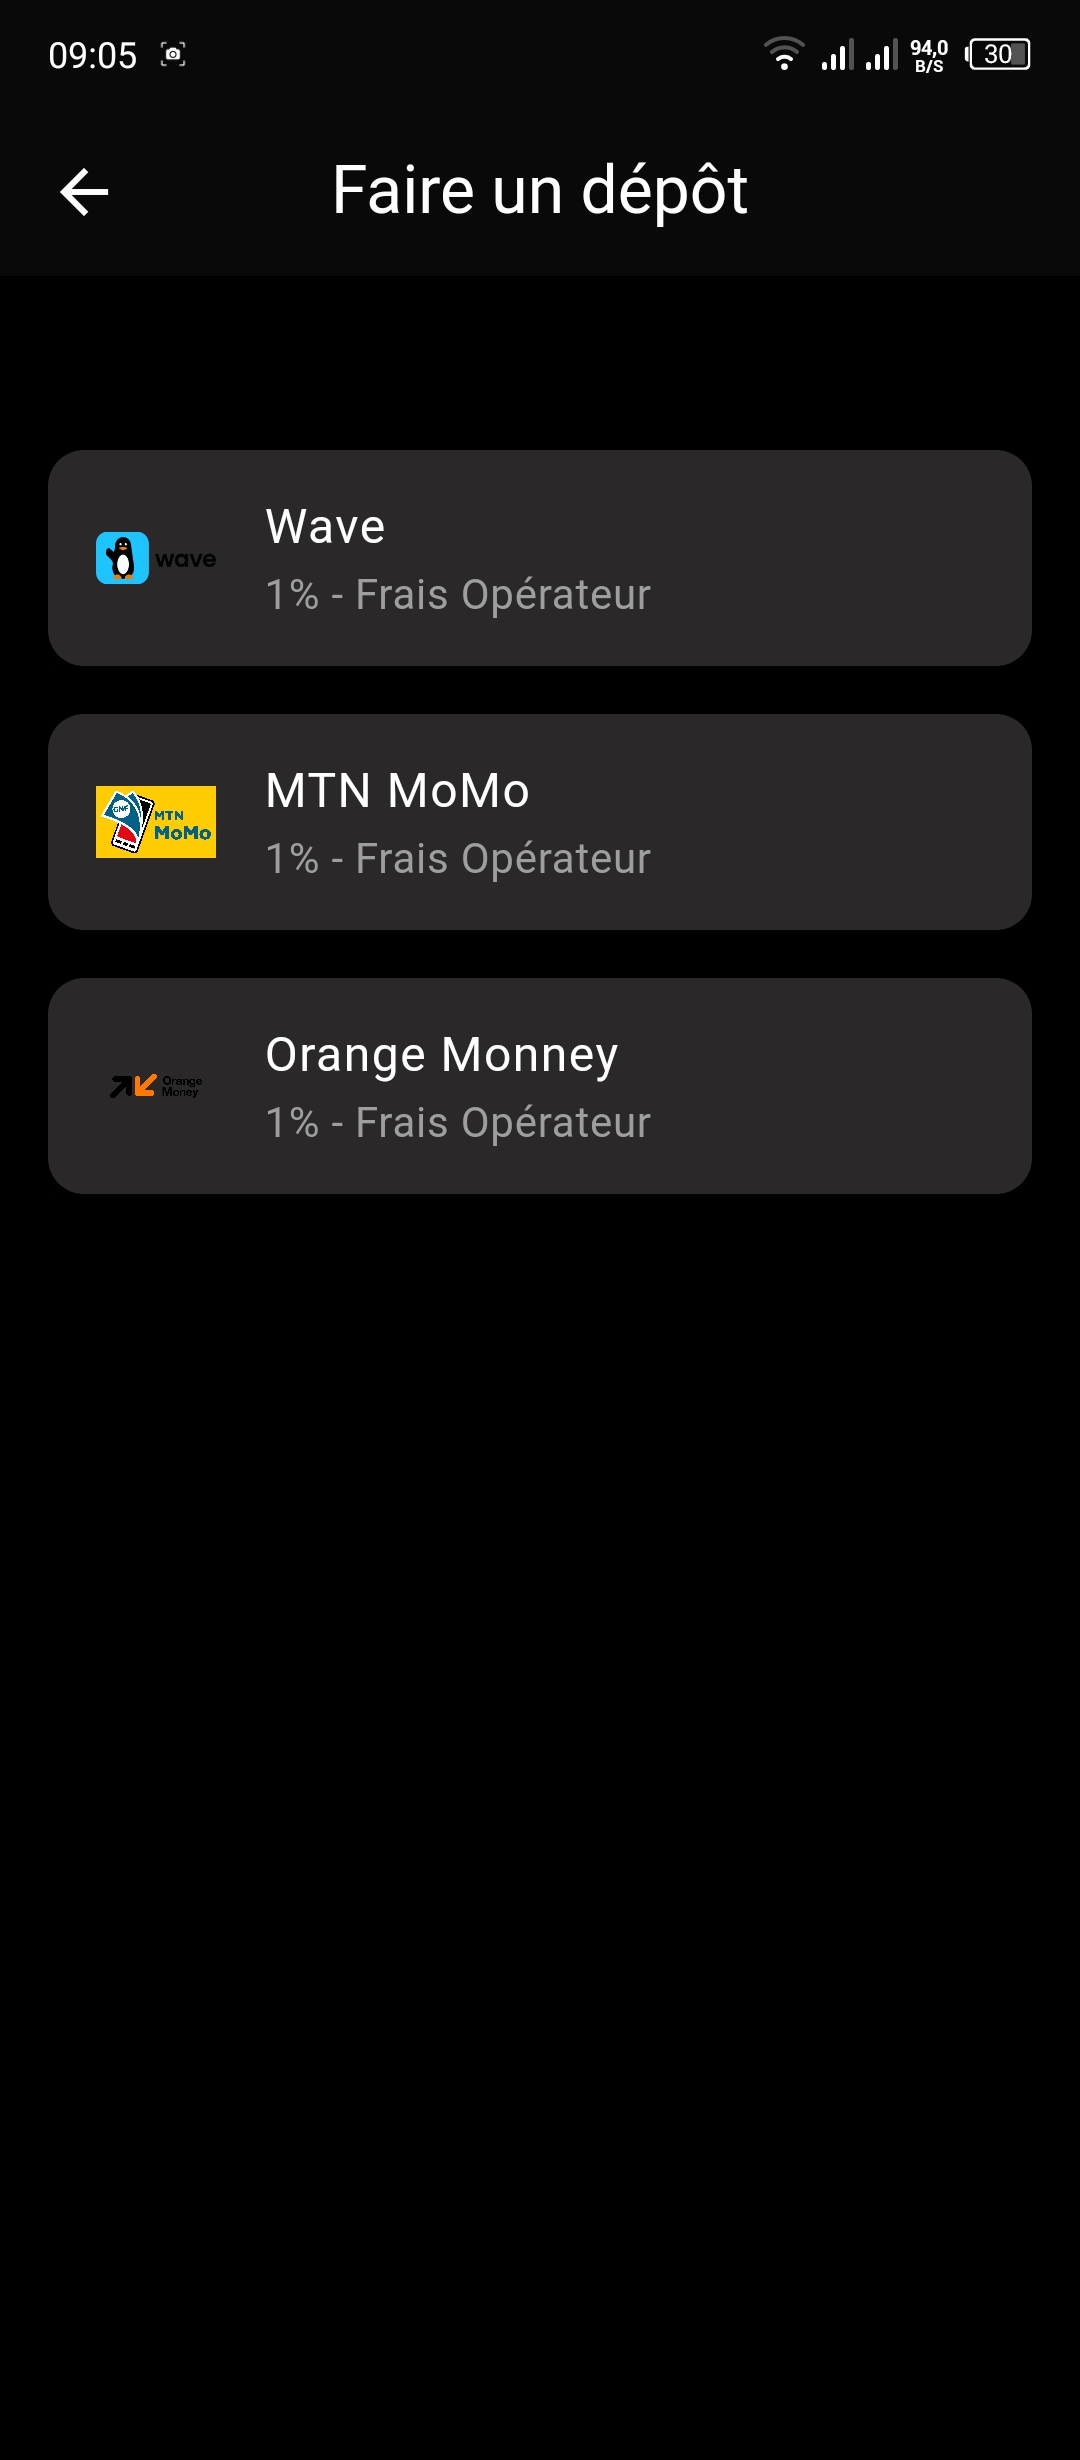 09:05
94,0
B/S
30
Faire un dépôt
wave
Wave
1% - Frais Opérateur
GNF
MTN
MoMo
MTN MoMo
1% - Frais Opérateur
Orange
Money
Orange Monney
1% - Frais Opérateur